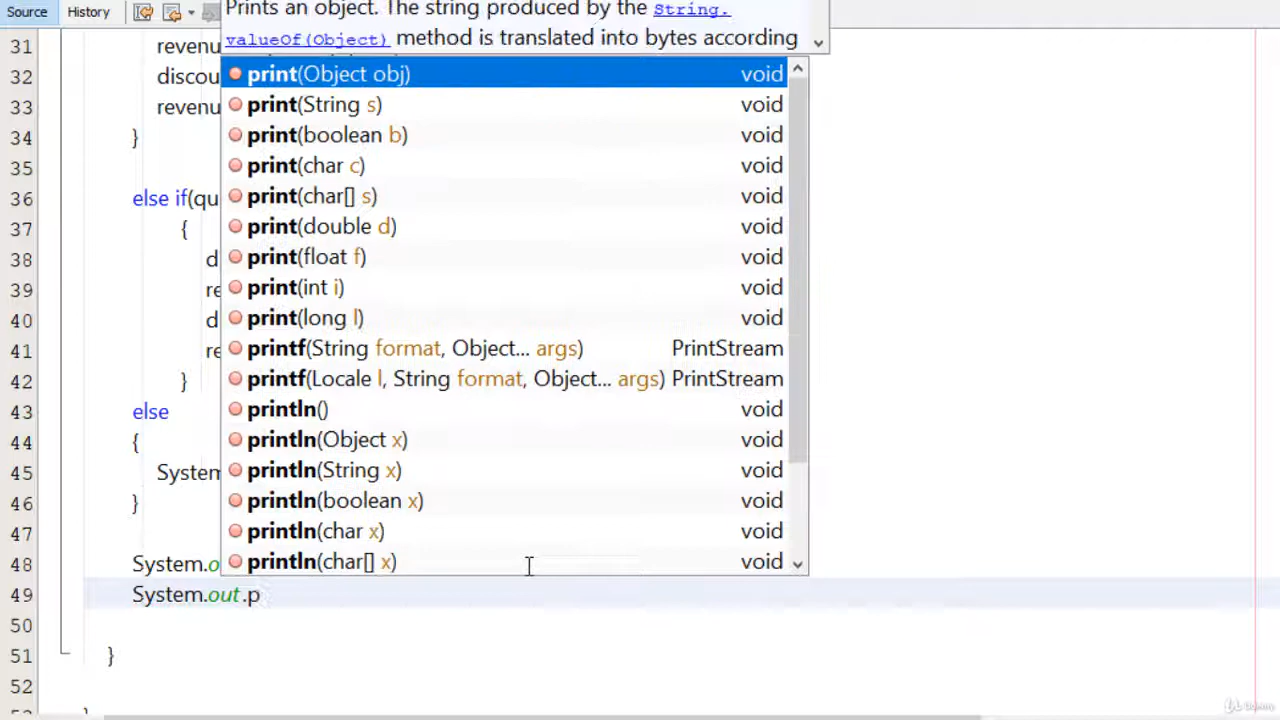 Source History
Prints an object. The string produced by the String.
valueOf(Object) method is translated into bytes according
print(Object obj) void
print(String s) void
print(boolean b) void
print(char c) void
print(char[] s) void
print(double d) void
print(float f) void
print(int i) void
print(long l) void
printf(String format, Object... args) PrintStream
printf(Locale l, String format, Object... args) PrintStream
println() void
println(Object x) void
println(String x) void
println(boolean x) void
println(char x) void
println(char[] x) void
31 revenu
32 discou
33 revenu
34 }
35
36 else if(qu
37 {
38 d
39 re
40 d
41 re
42 }
43 else
44 {
45 System
46 }
47
48 System.o
49 System.out.p
50
51 }
52
Udemy